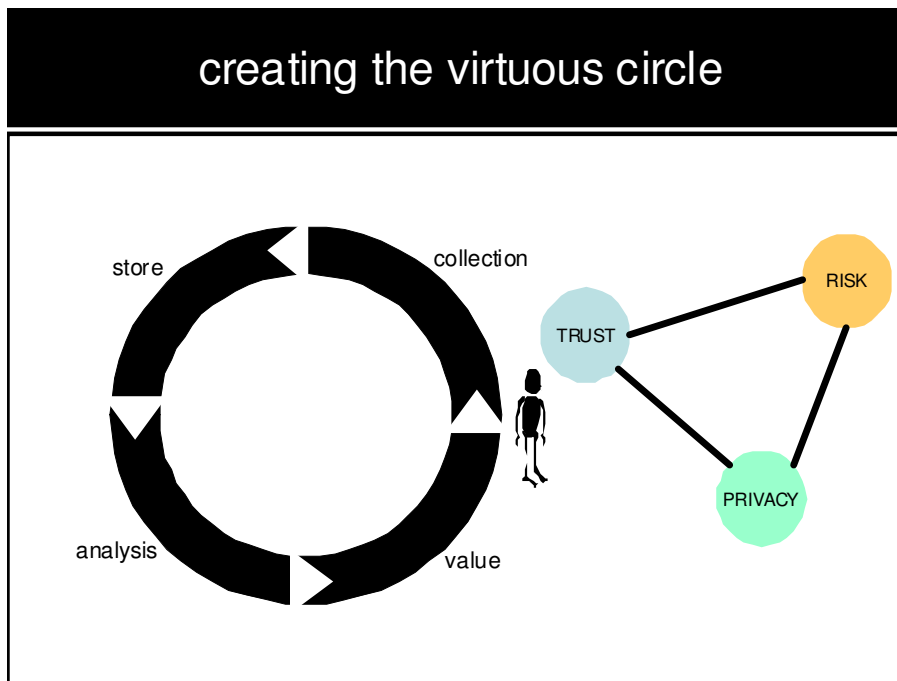 creating the virtuous circle
store
collection
RISK
TRUST
PRIVACY
analysis
value